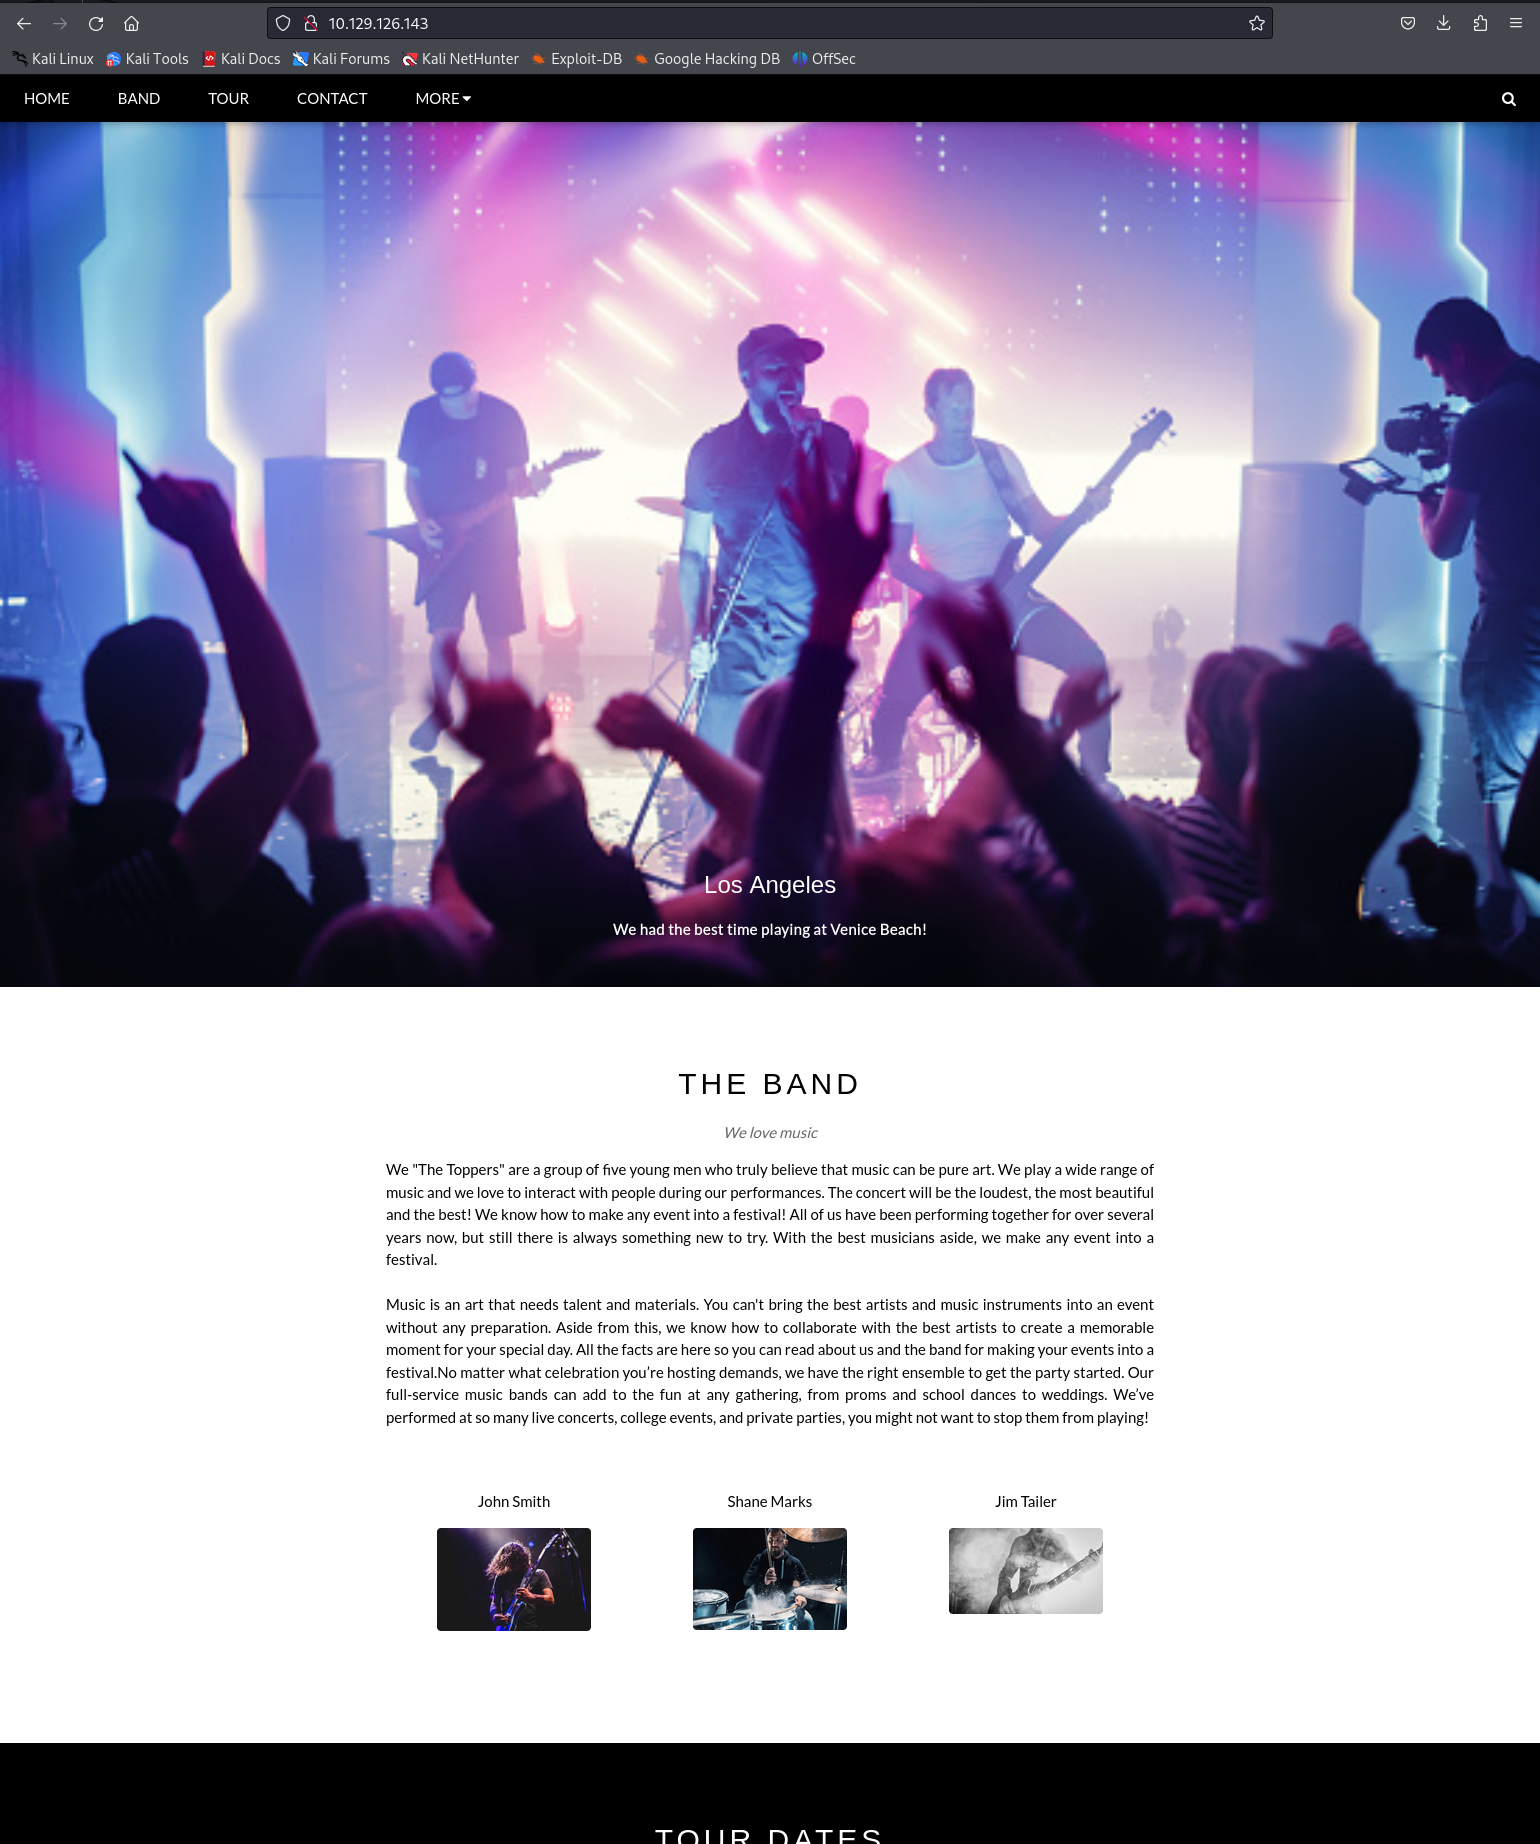 10.129.126.143
Kali Linux Kali Tools Kali Docs Kali Forums Kali NetHunter Exploit-DB Google Hacking DB OffSec
HOME BAND TOUR CONTACT MORE
Los Angeles
We had the best time playing at Venice Beach!
THE BAND
We love music
We "The Toppers" are a group of five young men who truly believe that music can be pure art. We play a wide range of
music and we love to interact with people during our performances. The concert will be the loudest, the most beautiful
and the best! We know how to make any event into a festival! All of us have been performing together for over several
years now, but still there is always something new to try. With the best musicians aside, we make any event into a
festival.
Music is an art that needs talent and materials. You can't bring the best artists and music instruments into an event
without any preparation. Aside from this, we know how to collaborate with the best artists to create a memorable
moment for your special day. All the facts are here so you can read about us and the band for making your events into a
festival.No matter what celebration you’re hosting demands, we have the right ensemble to get the party started. Our
full-service music bands can add to the fun at any gathering, from proms and school dances to weddings. We’ve
performed at so many live concerts, college events, and private parties, you might not want to stop them from playing!
John Smith Shane Marks Jim Tailer
TOUR DATES